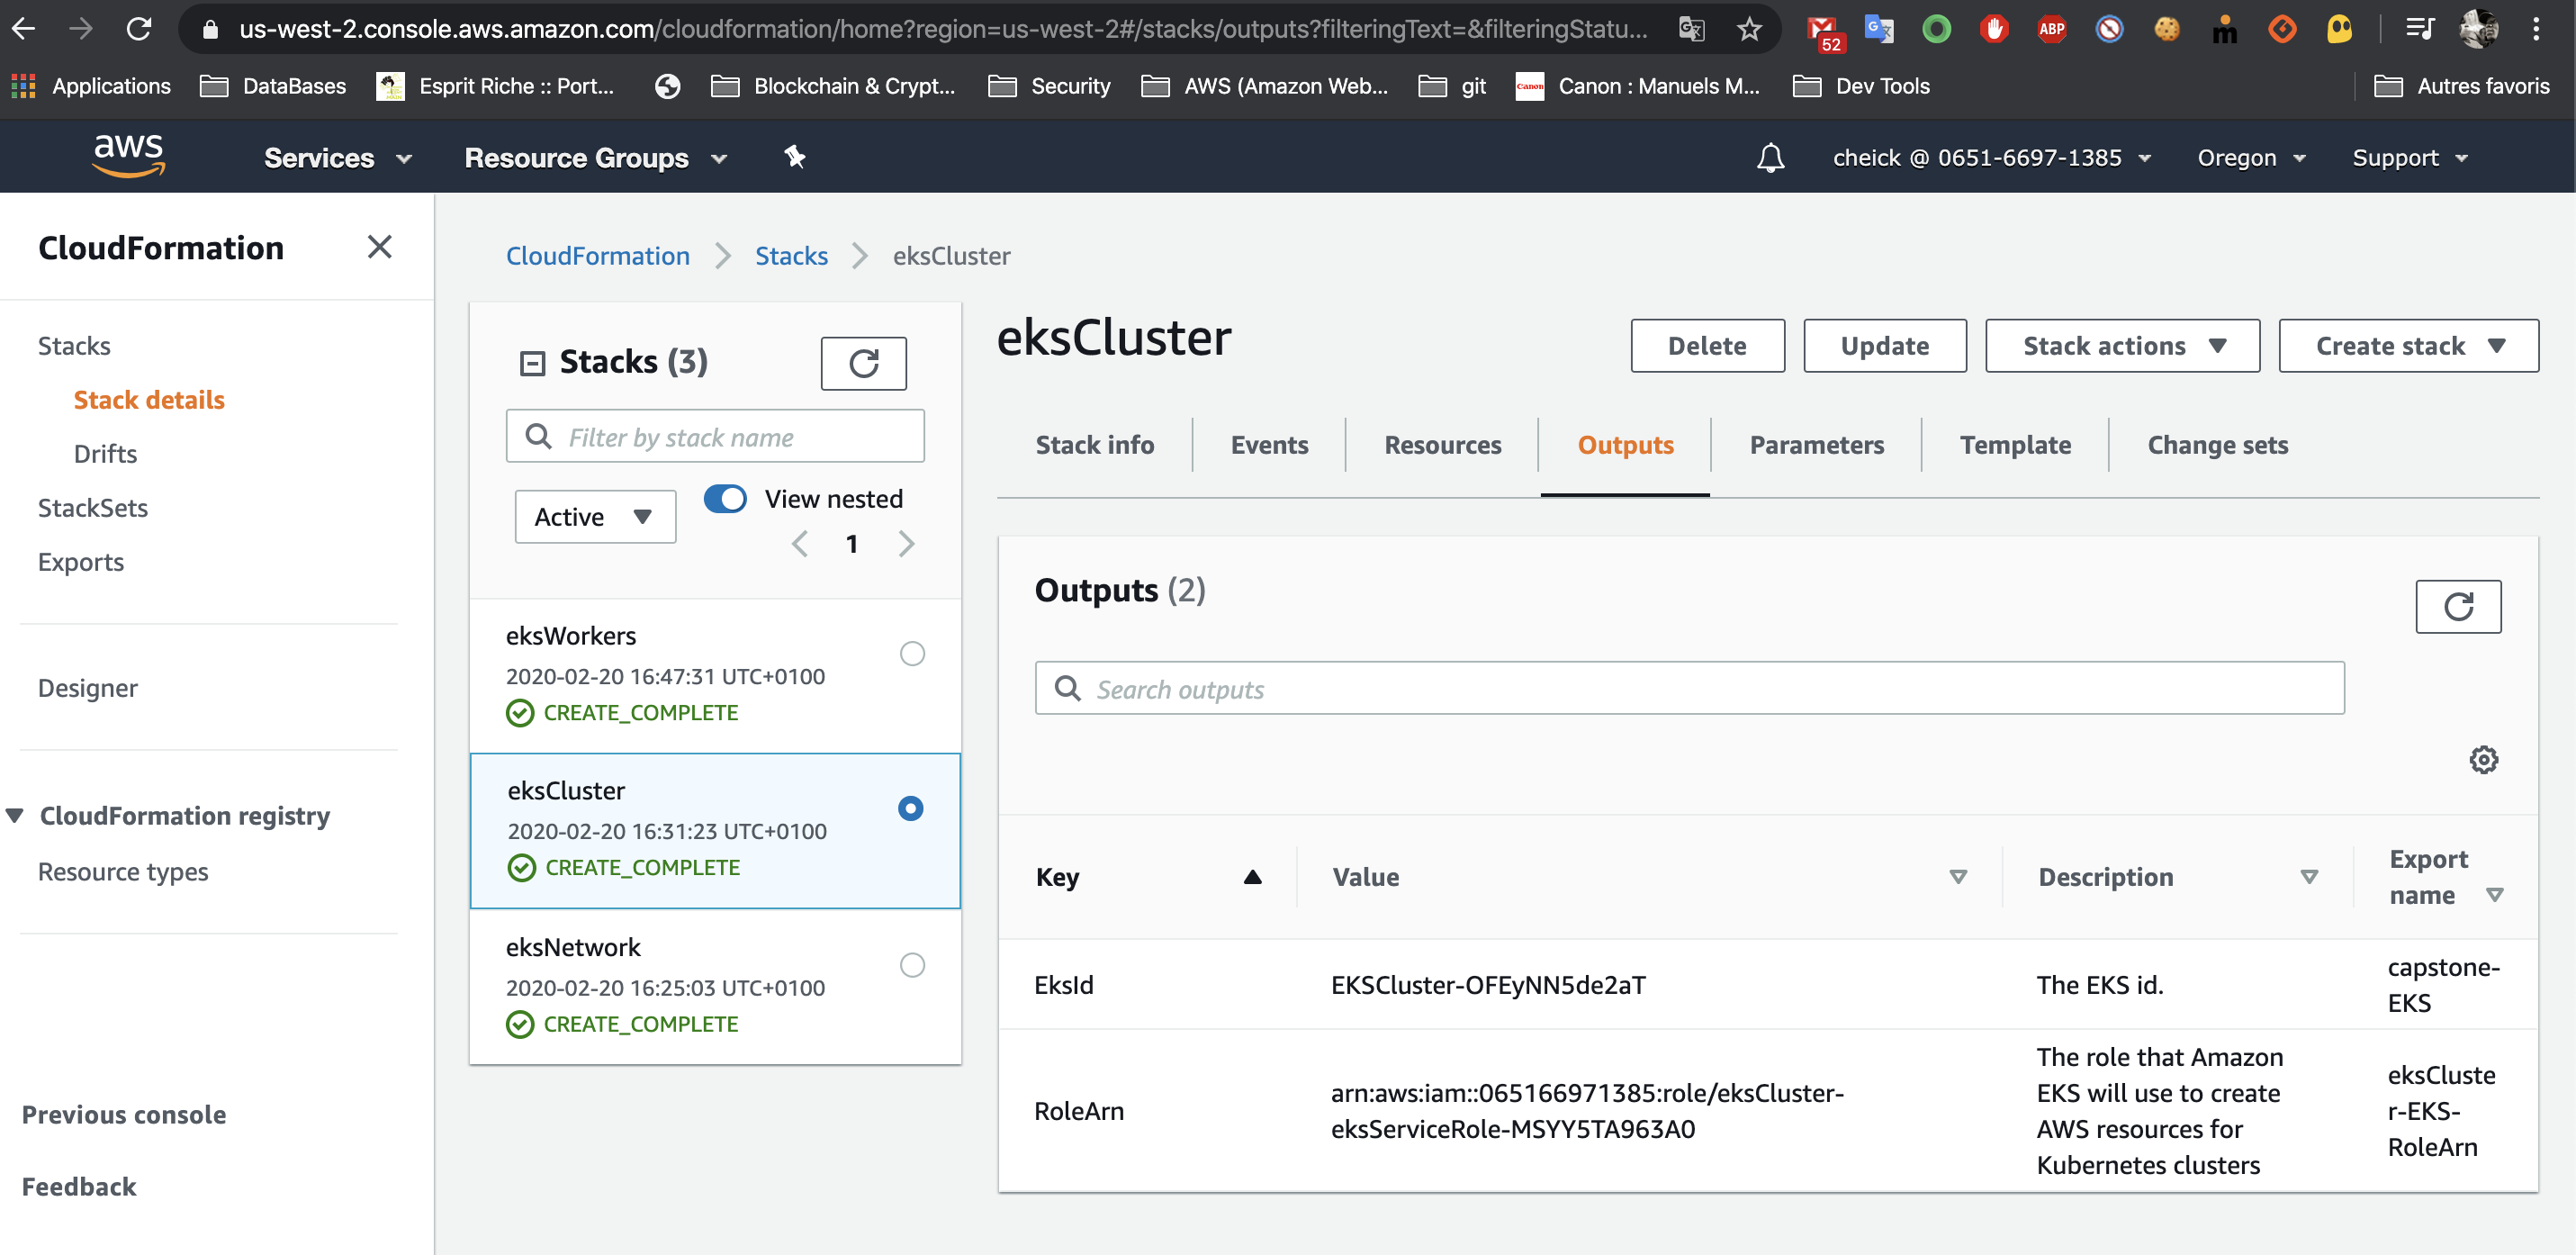 us-west-2.console.aws.amazon.com/cloudformation/home?region=us-west-2#/stacks/outputs?filteringText=&filteringStatu...
52
ABP
Applications
DataBases
Esprit Riche :: Port...
Blockchain & Crypt...
Security
AWS (Amazon Web...
git
Canon
Canon : Manuels M...
Dev Tools
Autres favoris
aws
Services
Resource Groups
cheick @ 0651-6697-1385
Oregon
Support
CloudFormation
Stacks
Stack details
Drifts
StackSets
Exports
Designer
CloudFormation registry
Resource types
Previous console
Feedback
CloudFormation
Stacks
eksCluster
Stacks (3)
Filter by stack name
Active
View nested
1
eksWorkers
2020-02-20 16:47:31 UTC+0100
CREATE_COMPLETE
eksCluster
2020-02-20 16:31:23 UTC+0100
CREATE_COMPLETE
eksNetwork
2020-02-20 16:25:03 UTC+0100
CREATE_COMPLETE
eksCluster
Delete
Update
Stack actions
Create stack
Stack info
Events
Resources
Outputs
Parameters
Template
Change sets
Outputs (2)
Search outputs
Key
Value
Description
Export
name
EksId
EKSCluster-OFEyNN5de2aT
The EKS id.
capstone-
EKS
RoleArn
arn:aws:iam::065166971385:role/eksCluster-
eksServiceRole-MSYY5TA963A0
The role that Amazon
EKS will use to create
AWS resources for
Kubernetes clusters
eksCluste
r-EKS-
RoleArn